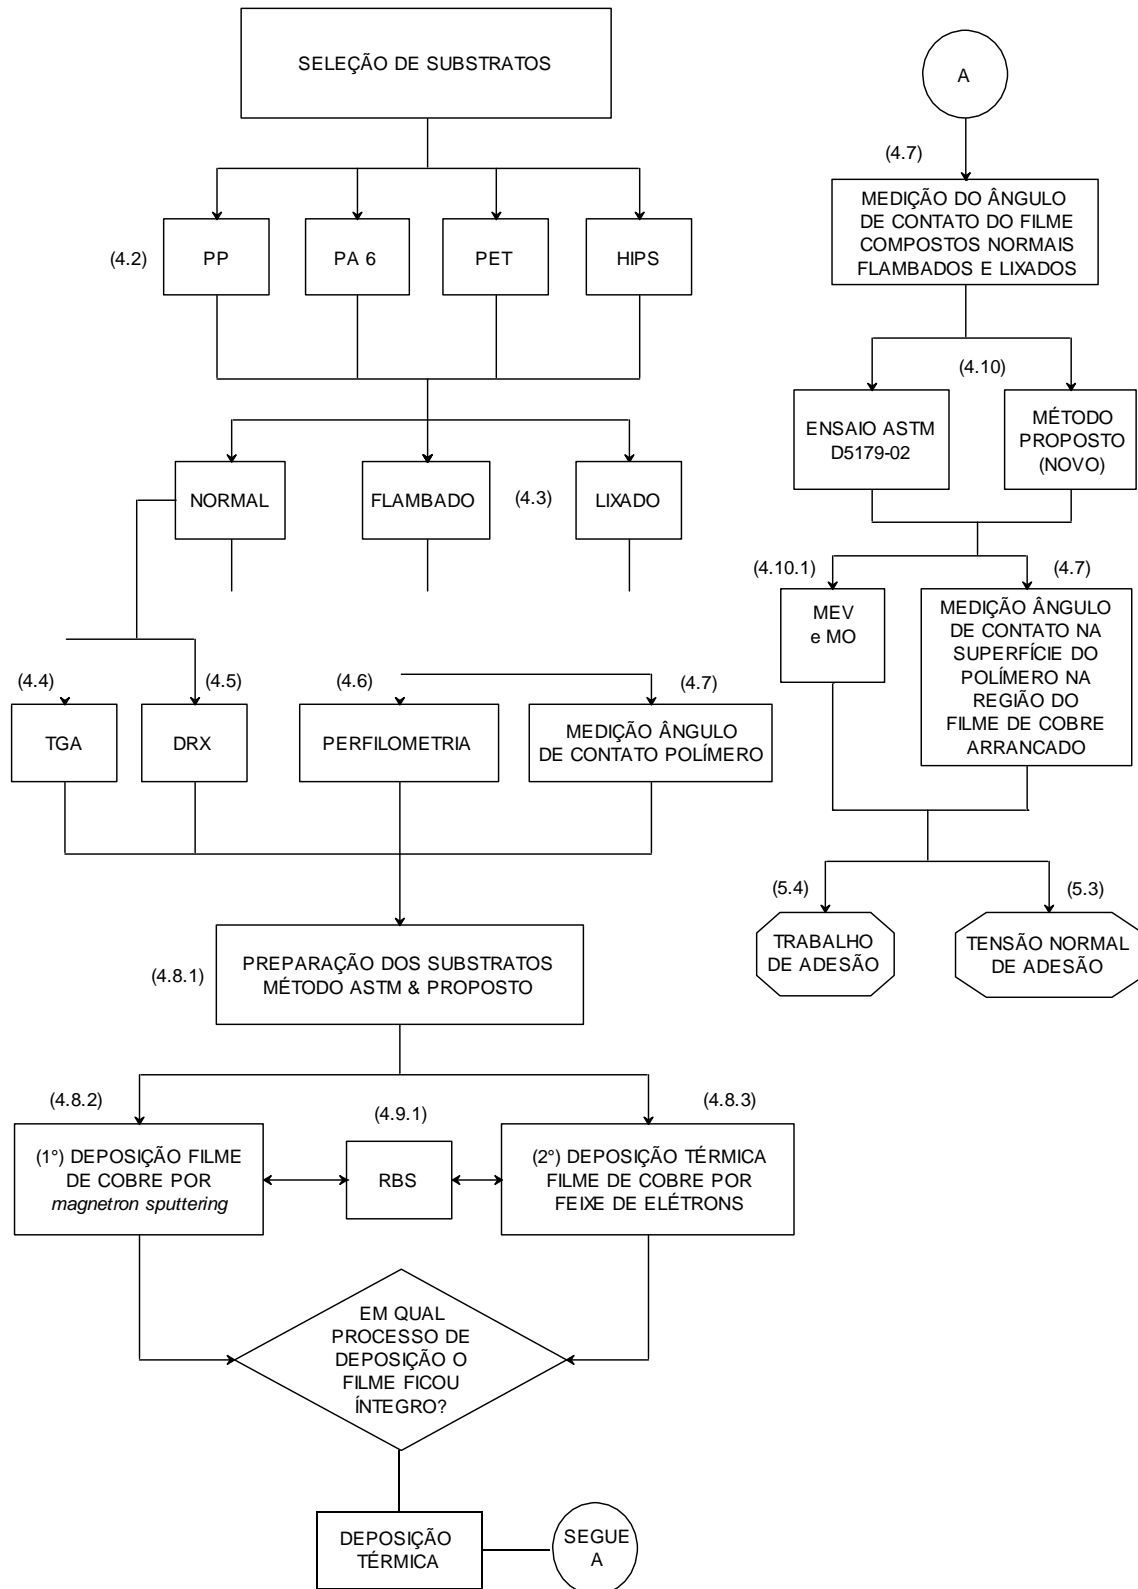 SELEÇÃO DE SUBSTRATOS
(4.2)
PP
PA 6
PET
HIPS
NORMAL
FLAMBADO
(4.3)
LIXADO
(4.4)
(4.5)
(4.6)
(4.7)
TGA
DRX
PERFILOMETRIA
MEDIÇÃO ÂNGULO
DE CONTATO POLÍMERO
(4.8.1)
PREPARAÇÃO DOS SUBSTRATOS
MÉTODO ASTM & PROPOSTO
(4.8.2)
(4.9.1)
(4.8.3)
(1°) DEPOSIÇÃO FILME
DE COBRE POR
magnetron sputtering
RBS
(2°) DEPOSIÇÃO TÉRMICA
FILME DE COBRE POR
FEIXE DE ELÉTRONS
EM QUAL
PROCESSO DE
DEPOSIÇÃO O
FILME FICOU
ÍNTEGRO?
DEPOSIÇÃO
TÉRMICA
SEGUE
A
A
(4.7)
MEDIÇÃO DO ÂNGULO
DE CONTATO DO FILME
COMPOSTOS NORMAIS
FLAMBADOS E LIXADOS
(4.10)
ENSAIO ASTM
D5179-02
MÉTODO
PROPOSTO
(NOVO)
(4.10.1)
(4.7)
MEV
e MO
MEDIÇÃO ÂNGULO
DE CONTATO NA
SUPERFÍCIE DO
POLÍMERO NA
REGIÃO DO
FILME DE COBRE
ARRANCADO
(5.4)
(5.3)
TRABALHO
DE ADESÃO
TENSÃO NORMAL
DE ADESÃO